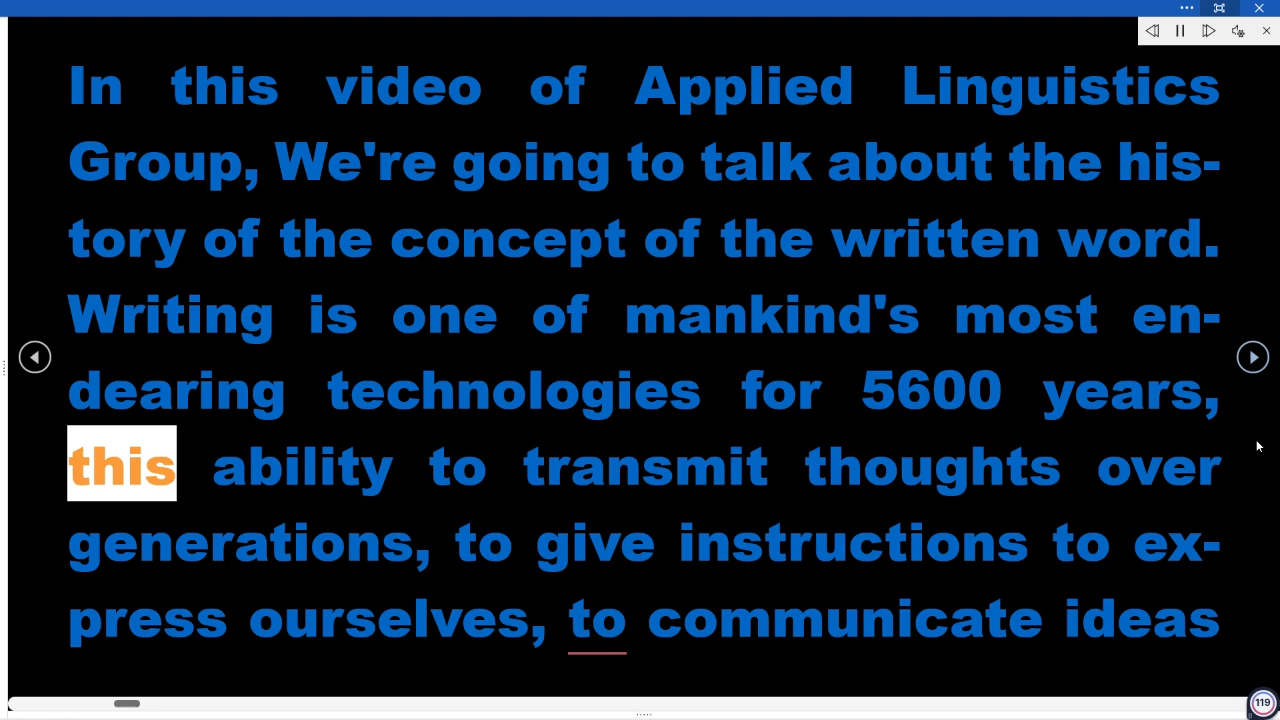 In this video of Applied Linguistics
Group, We're going to talk about the his-
tory of the concept of the written word.
Writing is one of mankind's most en-
dearing technologies for 5600 years,
this ability to transmit thoughts over
generations, to give instructions to ex-
press ourselves, to communicate ideas
119